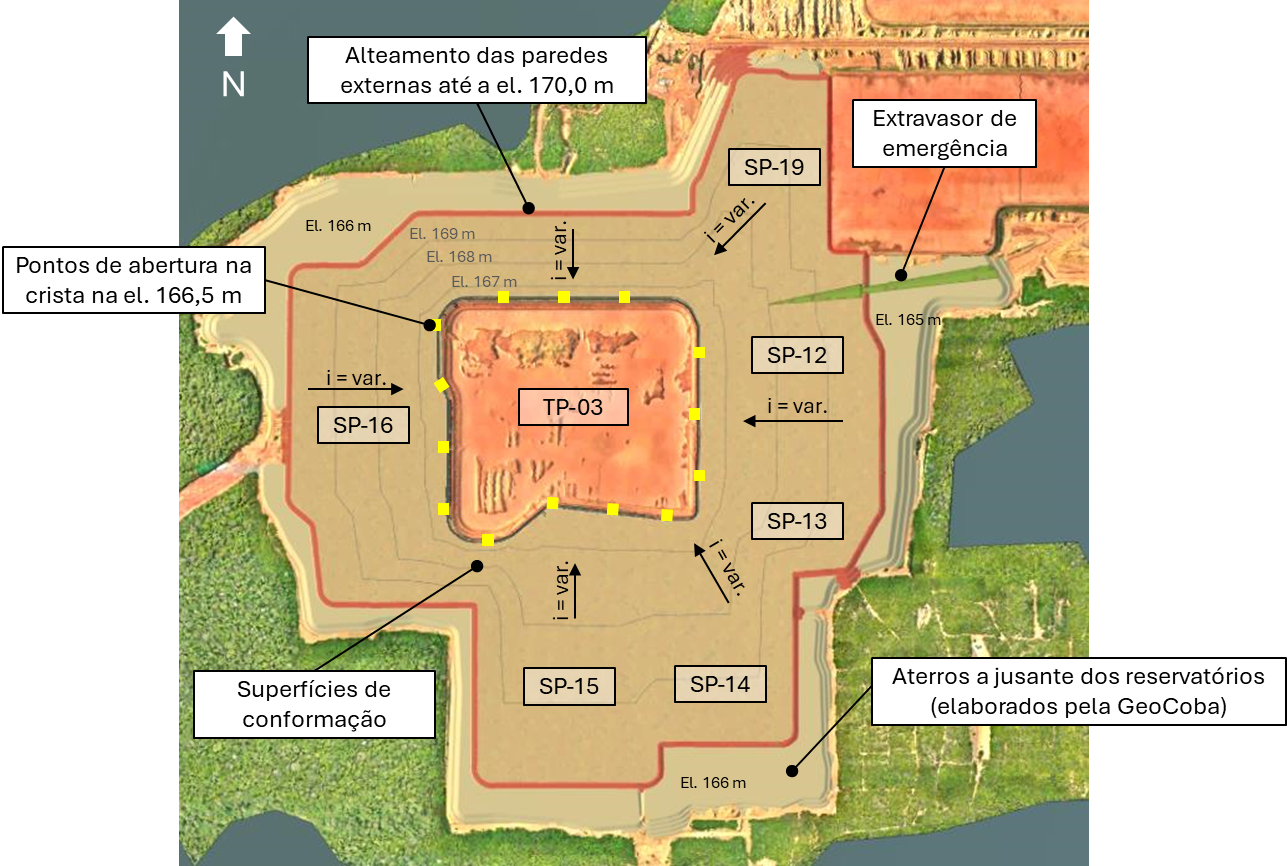 N
Alteamento das paredes
externas até a el. 170,0 m
Extravasor de
emergência
SP-19
i = var.
El. 166 m
El. 169 m
El. 168 m
El. 167 m
i = var.
Pontos de abertura na
crista na el. 166,5 m
El. 165 m
SP-12
i = var.
TP-03
i = var.
SP-16
SP-13
i = var.
i = var.
Superfícies de
conformação
SP-15
SP-14
Aterros a jusante dos reservatórios
(elaborados pela GeoCoba)
El. 166 m